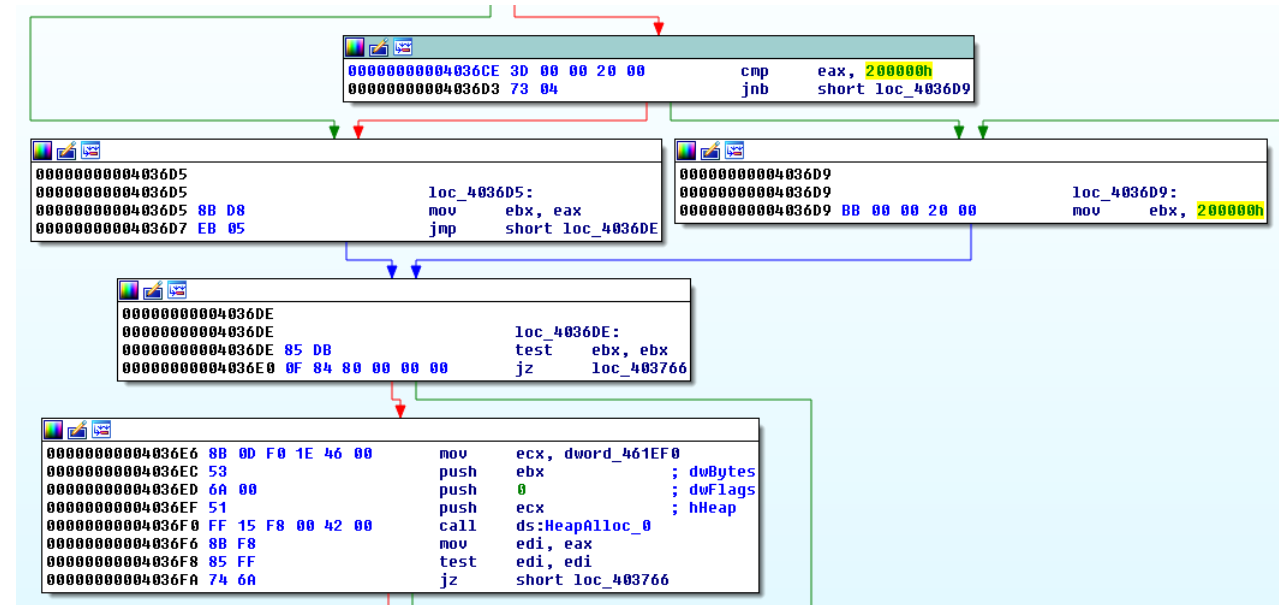 00000000004036CE 3D 00 00 20 00 cmp eax, 200000h
00000000004036D3 73 04 jnb short loc_4036D9
00000000004036D5
00000000004036D5 loc_4036D5:
00000000004036D5 8B D8 mov ebx, eax
00000000004036D7 EB 05 jmp short loc_4036DE
00000000004036D9
00000000004036D9 loc_4036D9:
00000000004036D9 BB 00 00 20 00 mov ebx, 200000h
00000000004036DE
00000000004036DE loc_4036DE:
00000000004036DE 85 DB test ebx, ebx
00000000004036E0 0F 84 80 00 00 00 jz loc_403766
00000000004036E6 8B 0D F0 1E 46 00 mov ecx, dword_461EF0
00000000004036EC 53 push ebx ; dwBytes
00000000004036ED 6A 00 push 0 ; dwFlags
00000000004036EF 51 push ecx ; hHeap
00000000004036F0 FF 15 F8 00 42 00 call ds:HeapAlloc_0
00000000004036F6 8B F8 mov edi, eax
00000000004036F8 85 FF test edi, edi
00000000004036FA 74 6A jz short loc_403766